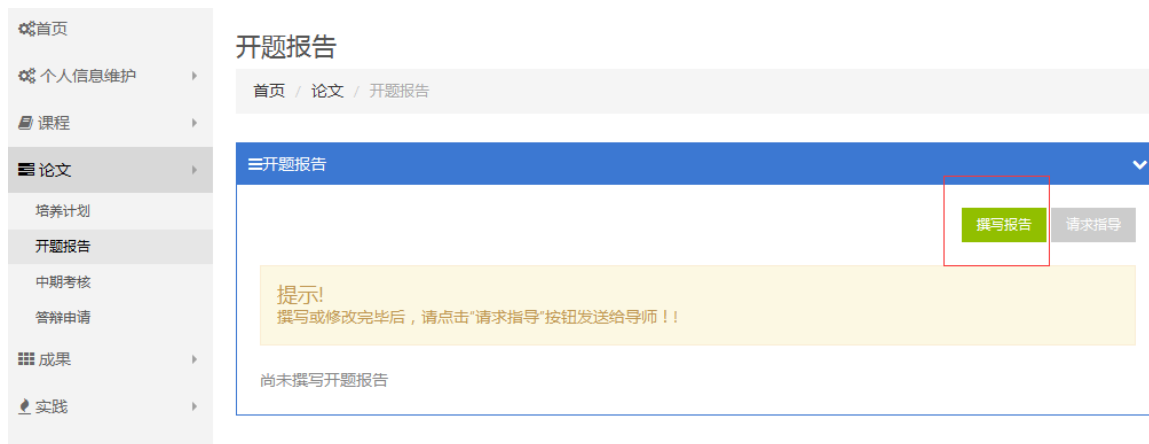 首页
个人信息维护
课程
论文
培养计划
开题报告
中期考核
答辩申请
成果
实践
开题报告
首页 / 论文 / 开题报告
开题报告
撰写报告 请求指导
提示!
撰写或修改完毕后，请点击"请求指导"按钮发送给导师！!
尚未撰写开题报告